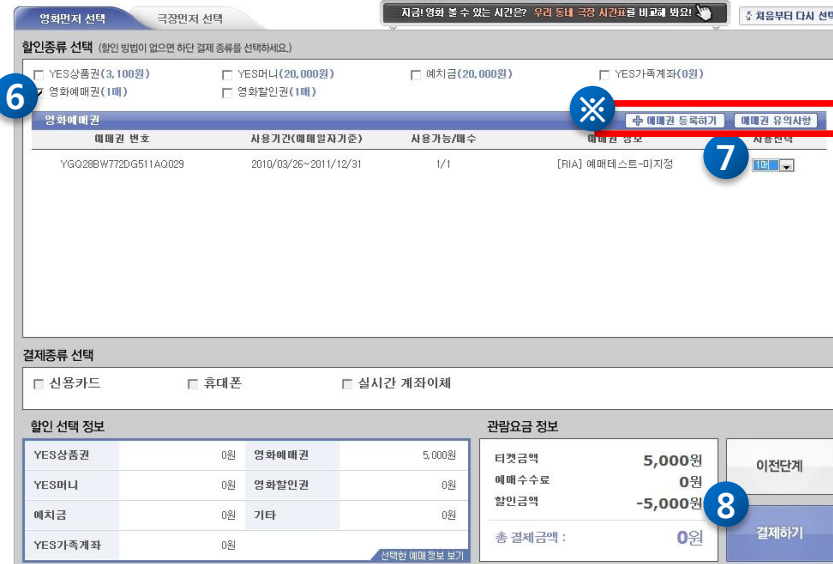 영화먼저 선택 극장먼저 선택 지금! 영화 볼 수 있는 시간은? 우리 동네 극장 시간표를 비교해 봐요! 처음부터 다시 선택
할인종류 선택 (할인 방법이 없으면 하단 결제 종류를 선택하세요.)
YES상품권(3,100원) YES머니(20,000원) 예치금(20,000원) YES가족계좌(0원)
6 영화예매권(1매) 영화할인권(1매)
영화예매권 ※ 예매권 등록하기 예매권 유의사항
예매권 번호 사용기간(예매일자기준) 사용가능/매수 예매권 정보 사용선택
YGQ28BW772DG511AQ029 2010/03/26~2011/12/31 1/1 [RIA] 예매테스트-미지정 7 1매
결제종류 선택
신용카드 휴대폰 실시간 계좌이체
할인 선택 정보 관람요금 정보
YES상품권 0원 영화예매권 5,000원 티켓금액 5,000원 이전단계
YES머니 0원 영화할인권 0원 예매수수료 0원
예치금 0원 기타 0원 할인금액 -5,000원 8
YES가족계좌 0원 총 결제금액 : 0원 결제하기
선택한 예매정보 보기